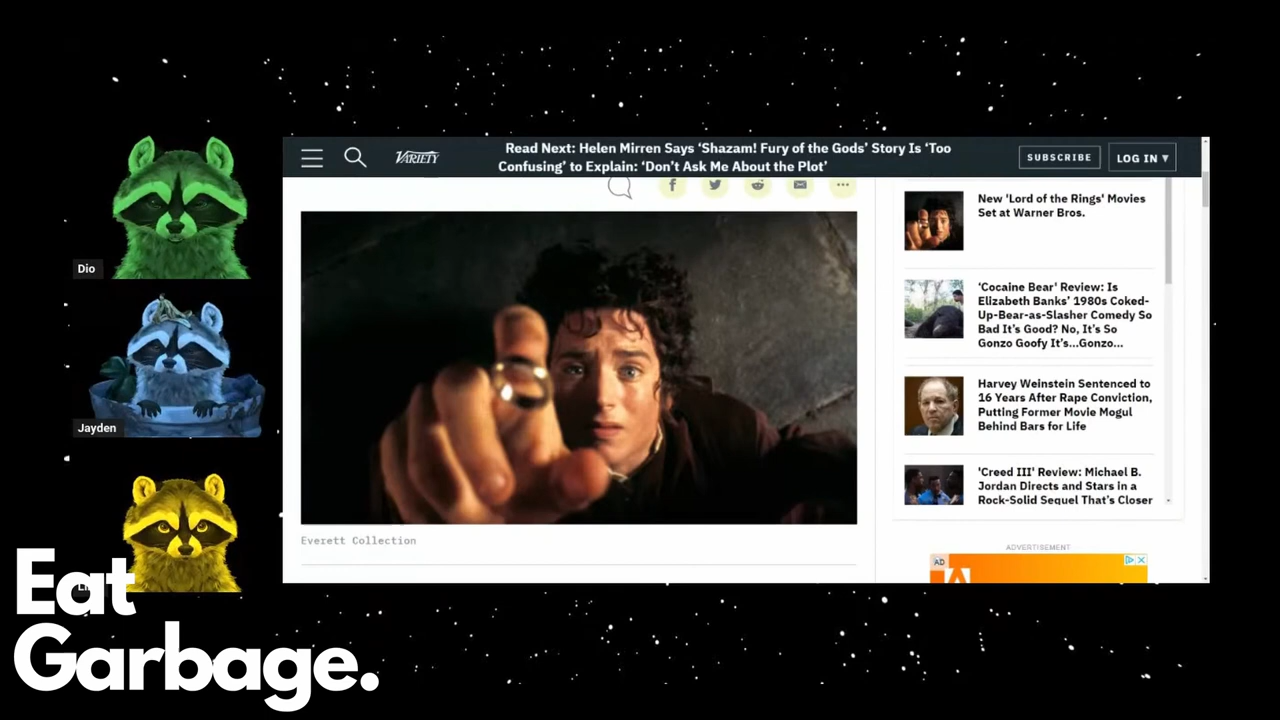 Read Next: Helen Mirren Says ‘Shazam! Fury of the Gods’ Story Is ‘Too
Confusing’ to Explain: ‘Don’t Ask Me About the Plot’
VARIETY
SUBSCRIBE
LOG IN ▾
New 'Lord of the Rings' Movies
Set at Warner Bros.
‘Cocaine Bear’ Review: Is
Elizabeth Banks’ 1980s Coked-
Up-Bear-as-Slasher Comedy So
Bad It’s Good? No, It’s So
Gonzo Goofy It’s…Gonzo…
Harvey Weinstein Sentenced to
16 Years After Rape Conviction,
Putting Former Movie Mogul
Behind Bars for Life
'Creed III' Review: Michael B.
Jordan Directs and Stars in a
Rock-Solid Sequel That’s Closer
Everett Collection
ADVERTISEMENT
AD
Dio
Jayden
Eat
Garbage.